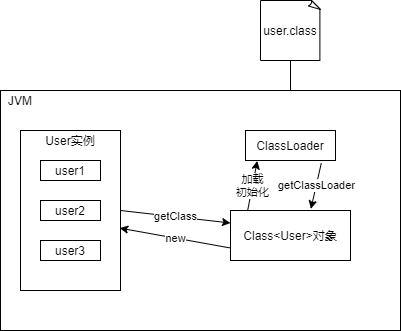 user.class
JVM
User实例
user1
user2
user3
ClassLoader
加载
初始化
getClassLoader
getClass
new
Class<User>对象